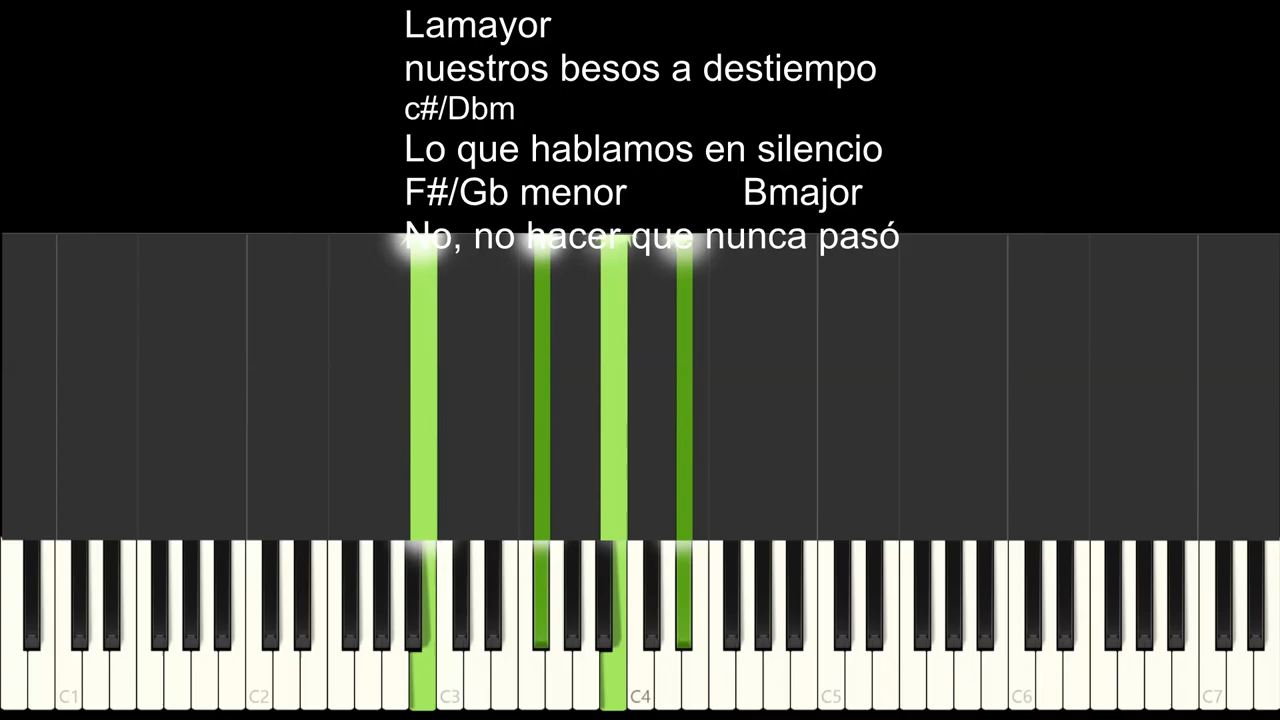 Lamayor
nuestros besos a destiempo
c#/Dbm
Lo que hablamos en silencio
F#/Gb menor Bmajor
No, no hacer que nunca pasó
C1 C2 C3 C4 C5 C6 C7